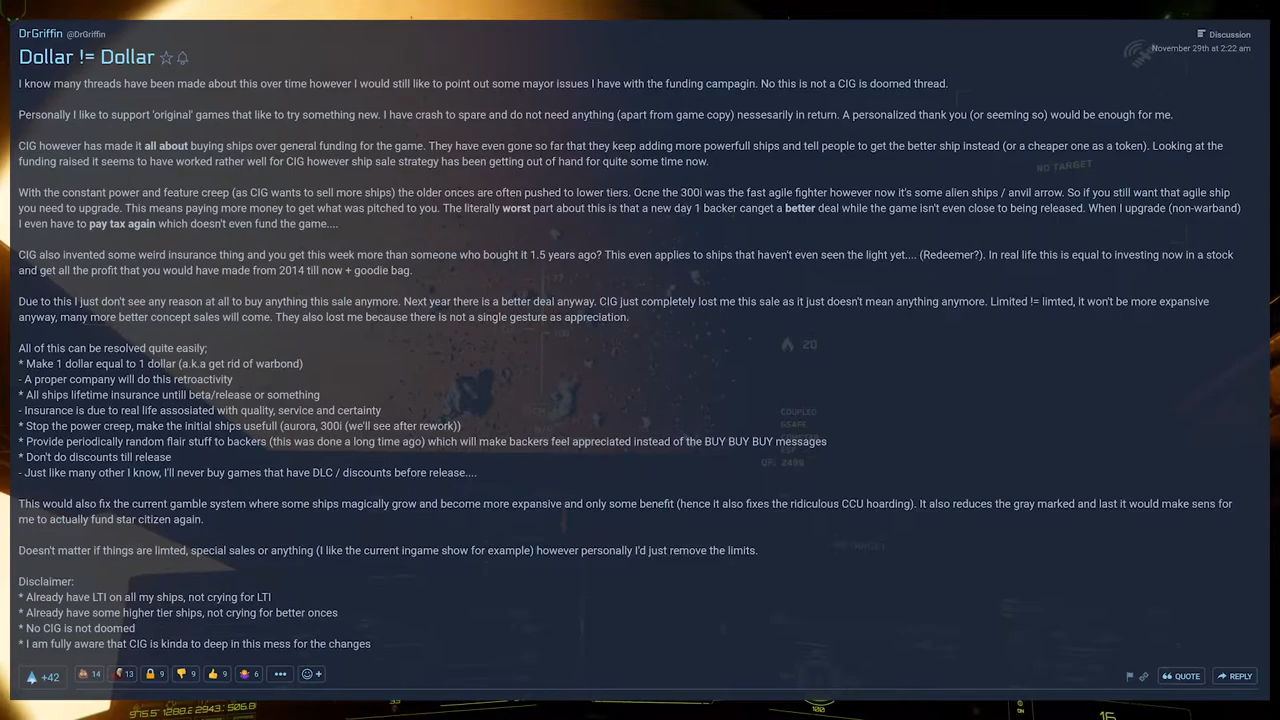 DrGriffin @DrGriffin
Discussion
Dollar != Dollar
November 29th at 2:22 am
I know many threads have been made about this over time however I would still like to point out some mayor issues I have with the funding campagin. No this is not a CIG is doomed thread.
Personally I like to support 'original' games that like to try something new. I have crash to spare and do not need anything (apart from game copy) nessesarily in return. A personalized thank you (or seeming so) would be enough for me.
CIG however has made it all about buying ships over general funding for the game. They have even gone so far that they keep adding more powerfull ships and tell people to get the better ship instead (or a cheaper one as a token). Looking at the
funding raised it seems to have worked rather well for CIG however ship sale strategy has been getting out of hand for quite some time now.
NO TARGET
With the constant power and feature creep (as CIG wants to sell more ships) the older onces are often pushed to lower tiers. Ocne the 300i was the fast agile fighter however now it's some alien ships / anvil arrow. So if you still want that agile ship
you need to upgrade. This means paying more money to get what was pitched to you. The literally worst part about this is that a new day 1 backer canget a better deal while the game isn't even close to being released. When I upgrade (non-warband)
I even have to pay tax again which doesn't even fund the game....
CIG also invented some weird insurance thing and you get this week more than someone who bought it 1.5 years ago? This even applies to ships that haven't even seen the light yet.... (Redeemer?). In real life this is equal to investing now in a stock
and get all the profit that you would have made from 2014 till now + goodie bag.
Due to this I just don't see any reason at all to buy anything this sale anymore. Next year there is a better deal anyway. CIG just completely lost me this sale as it just doesn't mean anything anymore. Limited != limted, it won't be more expansive
anyway, many more better concept sales will come. They also lost me because there is not a single gesture as appreciation.
All of this can be resolved quite easily;
20
* Make 1 dollar equal to 1 dollar (a.k.a get rid of warbond)
- A proper company will do this retroactivity
* All ships lifetime insurance untill beta/release or something
- Insurance is due to real life assosiated with quality, service and certainty
COUPLED
GSAFE
* Stop the power creep, make the initial ships usefull (aurora, 300i (we'll see after rework))
* Provide periodically random flair stuff to backers (this was done a long time ago) which will make backers feel appreciated instead of the BUY BUY BUY messages
ESP
* Don't do discounts till release
- Just like many other I know, I'll never buy games that have DLC / discounts before release....
This would also fix the current gamble system where some ships magically grow and become more expansive and only some benefit (hence it also fixes the ridiculous CCU hoarding). It also reduces the gray marked and last it would make sens for
me to actually fund star citizen again.
Doesn't matter if things are limted, special sales or anything (I like the current ingame show for example) however personally I'd just remove the limits.
Disclaimer:
* Already have LTI on all my ships, not crying for LTI
* Already have some higher tier ships, not crying for better onces
* No CIG is not doomed
* I am fully aware that CIG is kinda to deep in this mess for the changes
+42 14 13 9 9 9 6 ••• + QUOTE REPLY